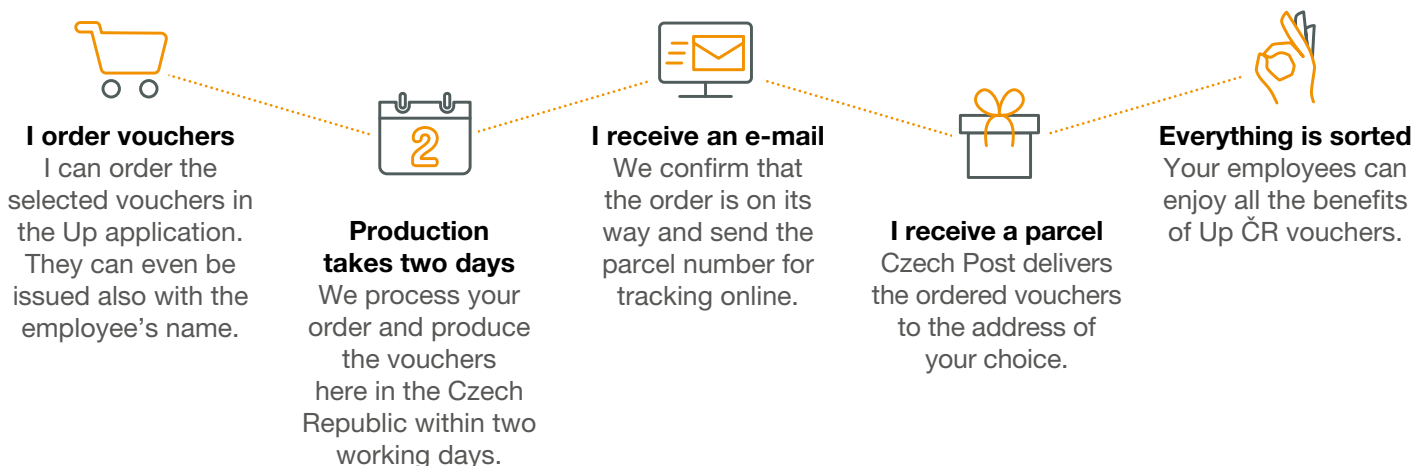 I order vouchers
I can order the
selected vouchers in
the Up application.
They can even be
issued also with the
employee’s name.
2
Production
takes two days
We process your
order and produce
the vouchers
here in the Czech
Republic within two
working days.
I receive an e-mail
We confirm that
the order is on its
way and send the
parcel number for
tracking online.
I receive a parcel
Czech Post delivers
the ordered vouchers
to the address of
your choice.
Everything is sorted
Your employees can
enjoy all the benefits
of Up ČR vouchers.